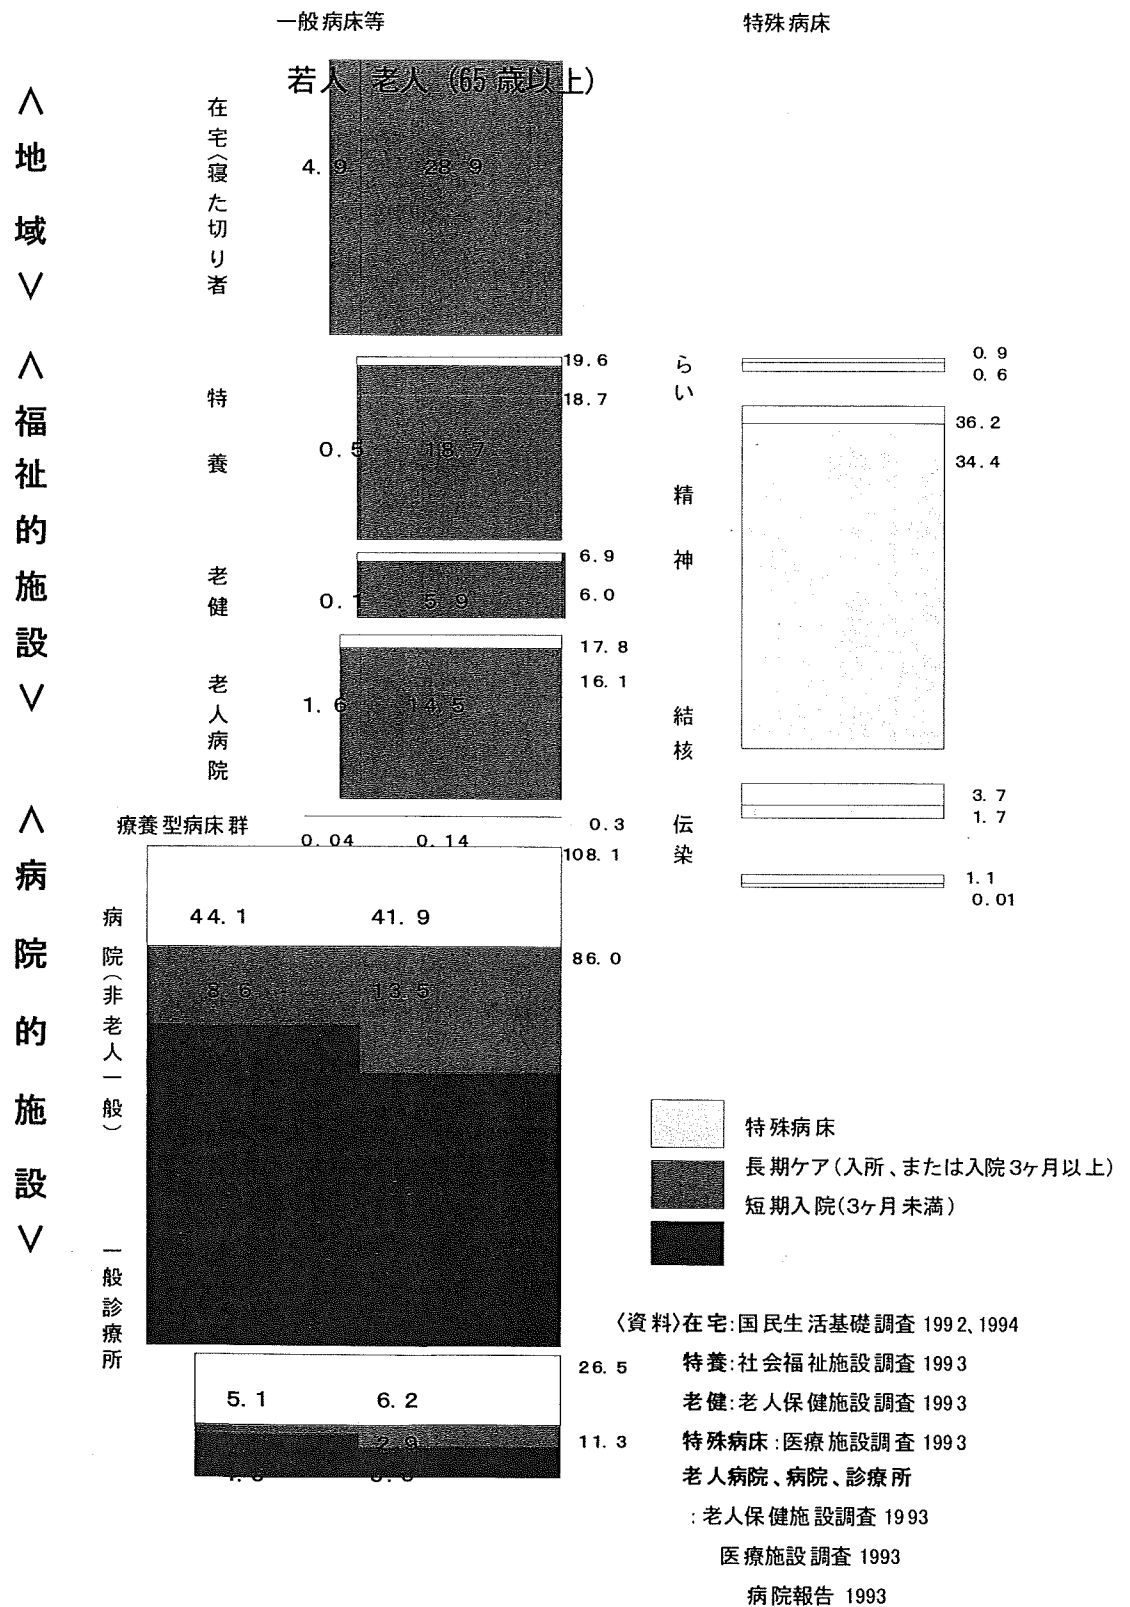 一般病床等
特殊病床
若人 老人 (65歳以上)
<地域>
在宅(寝た切り者
4.9 28.9
<福祉的施設>
特養
19.6
18.7
0.5 18.7
老健
6.9
6.0
0.1 5.9
老人病院
17.8
16.1
1.6 14.5
らい
0.9
0.6
精神
36.2
34.4
結核
3.7
1.7
伝染
1.1
0.01
<病院的施設>
療養型病床群
0.3
0.04 0.14
病院(非老人一般)
108.1
44.1 41.9
86.0
8.6 13.5
一般診療所
26.5
5.1 6.2
2.9
11.3
特殊病床
長期ケア(入所、または入院3ヶ月以上)
短期入院(3ヶ月未満)
〈資料〉在宅:国民生活基礎調査 1992、1994
特養:社会福祉施設調査 1993
老健:老人保健施設調査 1993
特殊病床:医療施設調査 1993
老人病院、病院、診療所
:老人保健施設調査 1993
医療施設調査 1993
病院報告 1993